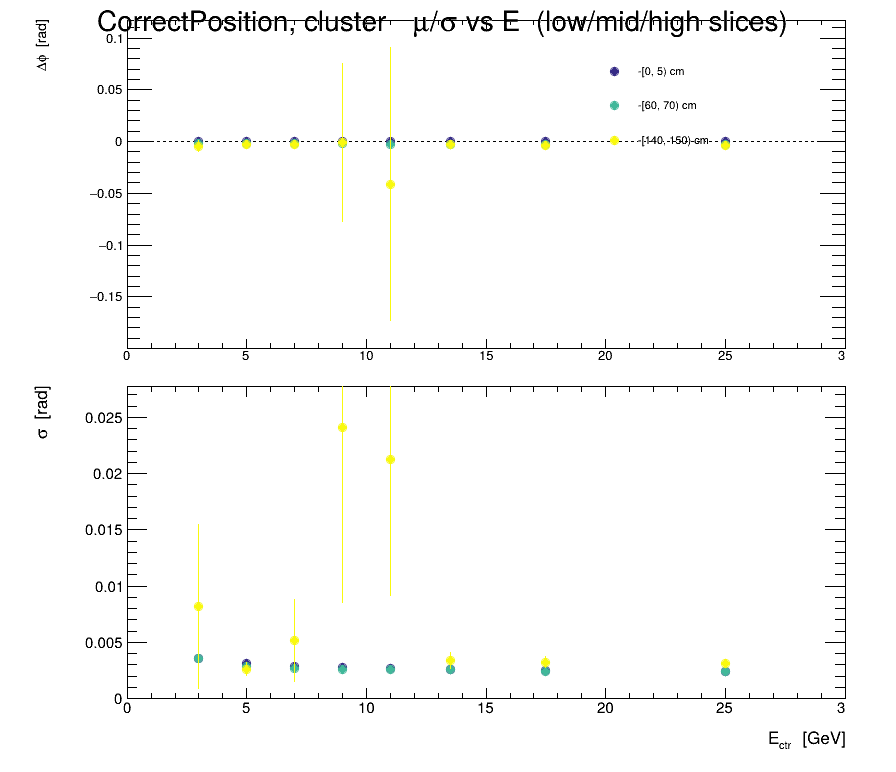 CorrectPosition, cluster μ/σ vs E (low/mid/high slices)
Δϕ [rad]
0.1
0.05
0
−0.05
−0.1
−0.15
-[0, 5) cm
-[60, 70) cm
-[140, 150) cm
0 5 10 15 20 25 3
σ [rad]
0.025
0.02
0.015
0.01
0.005
0
0 5 10 15 20 25 3
E_ctr [GeV]